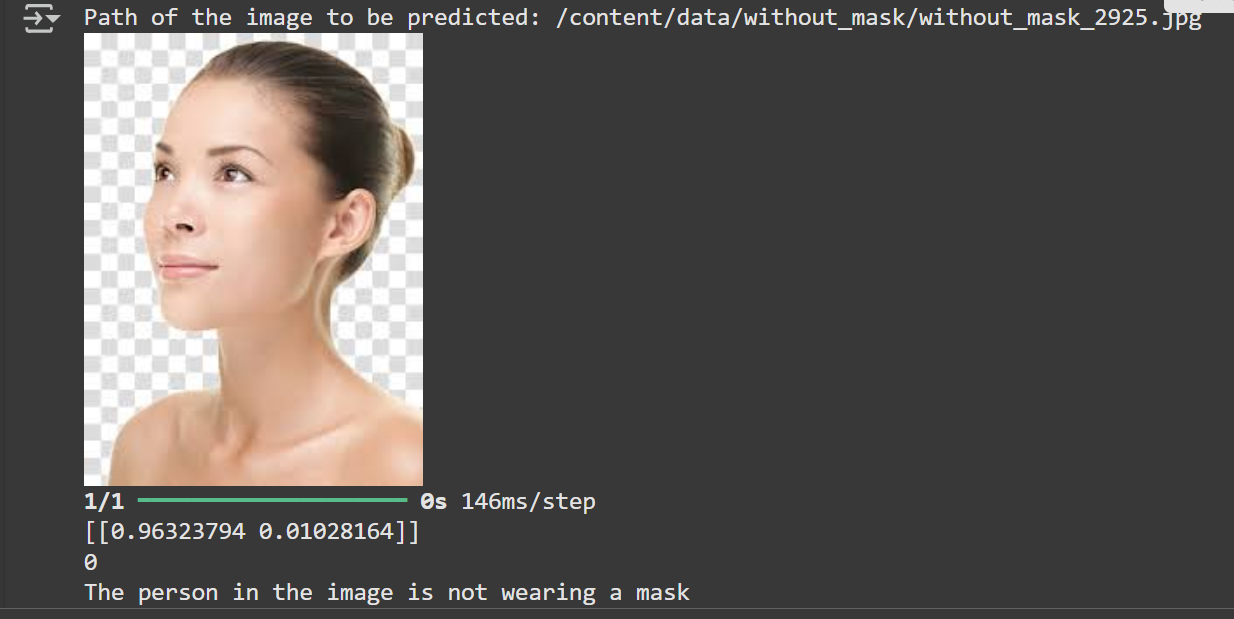 Path of the image to be predicted: /content/data/without_mask/without_mask_2925.jpg
1/1 0s 146ms/step
[[0.96323794 0.01028164]]
0
The person in the image is not wearing a mask